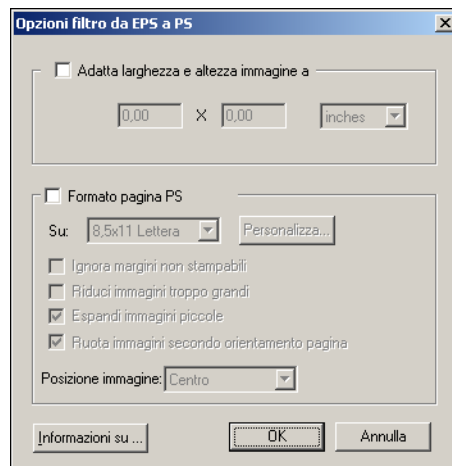 Opzioni filtro da EPS a PS
Adatta larghezza e altezza immagine a
0,00 X 0,00 inches
Formato pagina PS
Su: 8,5x11 Lettera Personalizza...
Ignora margini non stampabili
Riduci immagini troppo grandi
Espandi immagini piccole
Ruota immagini secondo orientamento pagina
Posizione immagine: Centro
Informazioni su ... OK Annulla